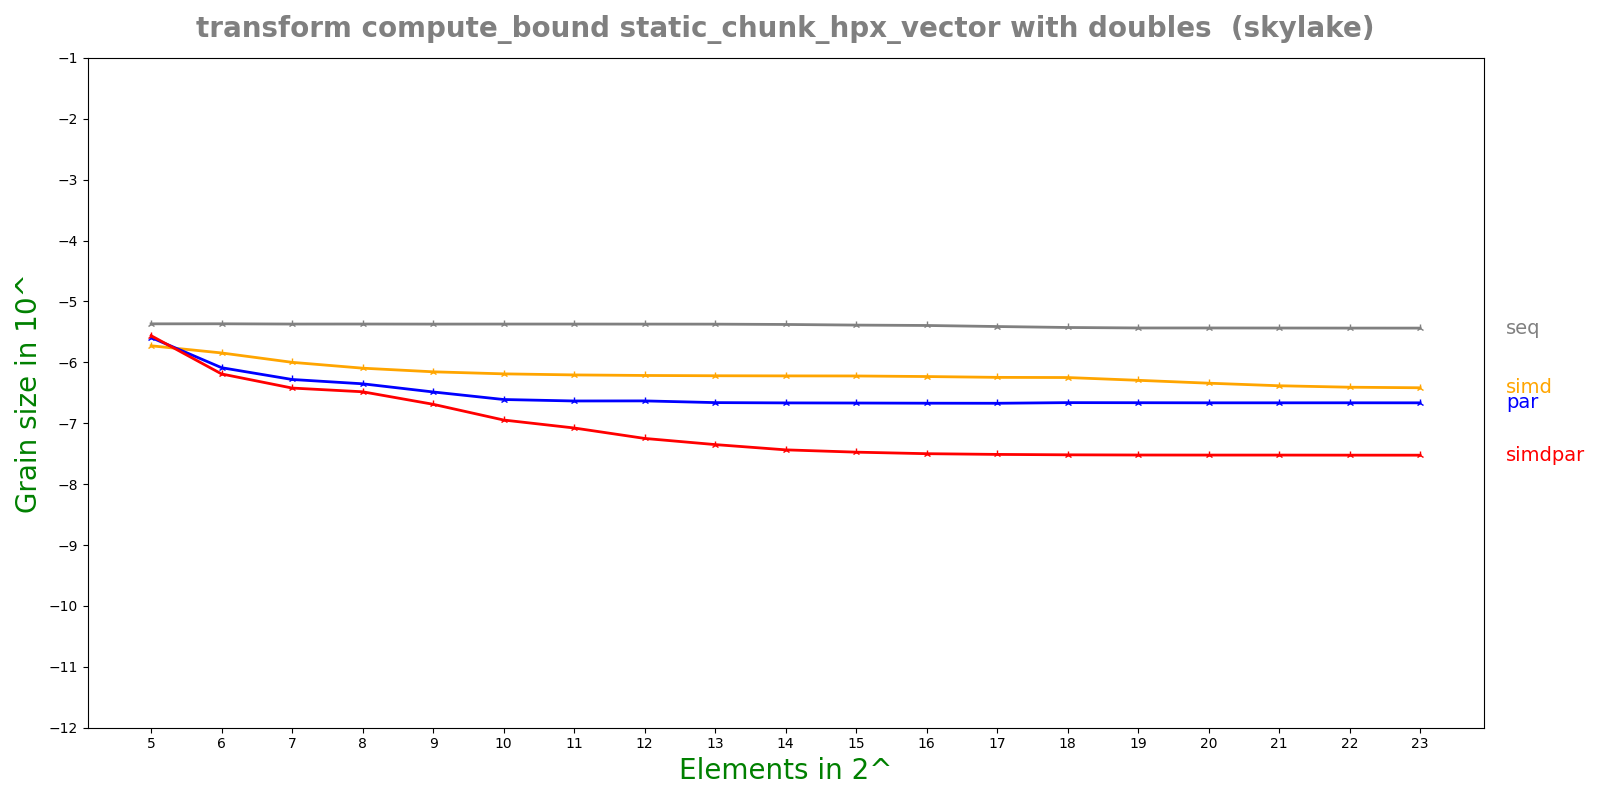 transform compute_bound static_chunk_hpx_vector with doubles (skylake)
Grain size in 10^
−1
−2
−3
−4
−5
−6
−7
−8
−9
−10
−11
−12
seq
simd
par
simdpar
5 6 7 8 9 10 11 12 13 14 15 16 17 18 19 20 21 22 23
Elements in 2^